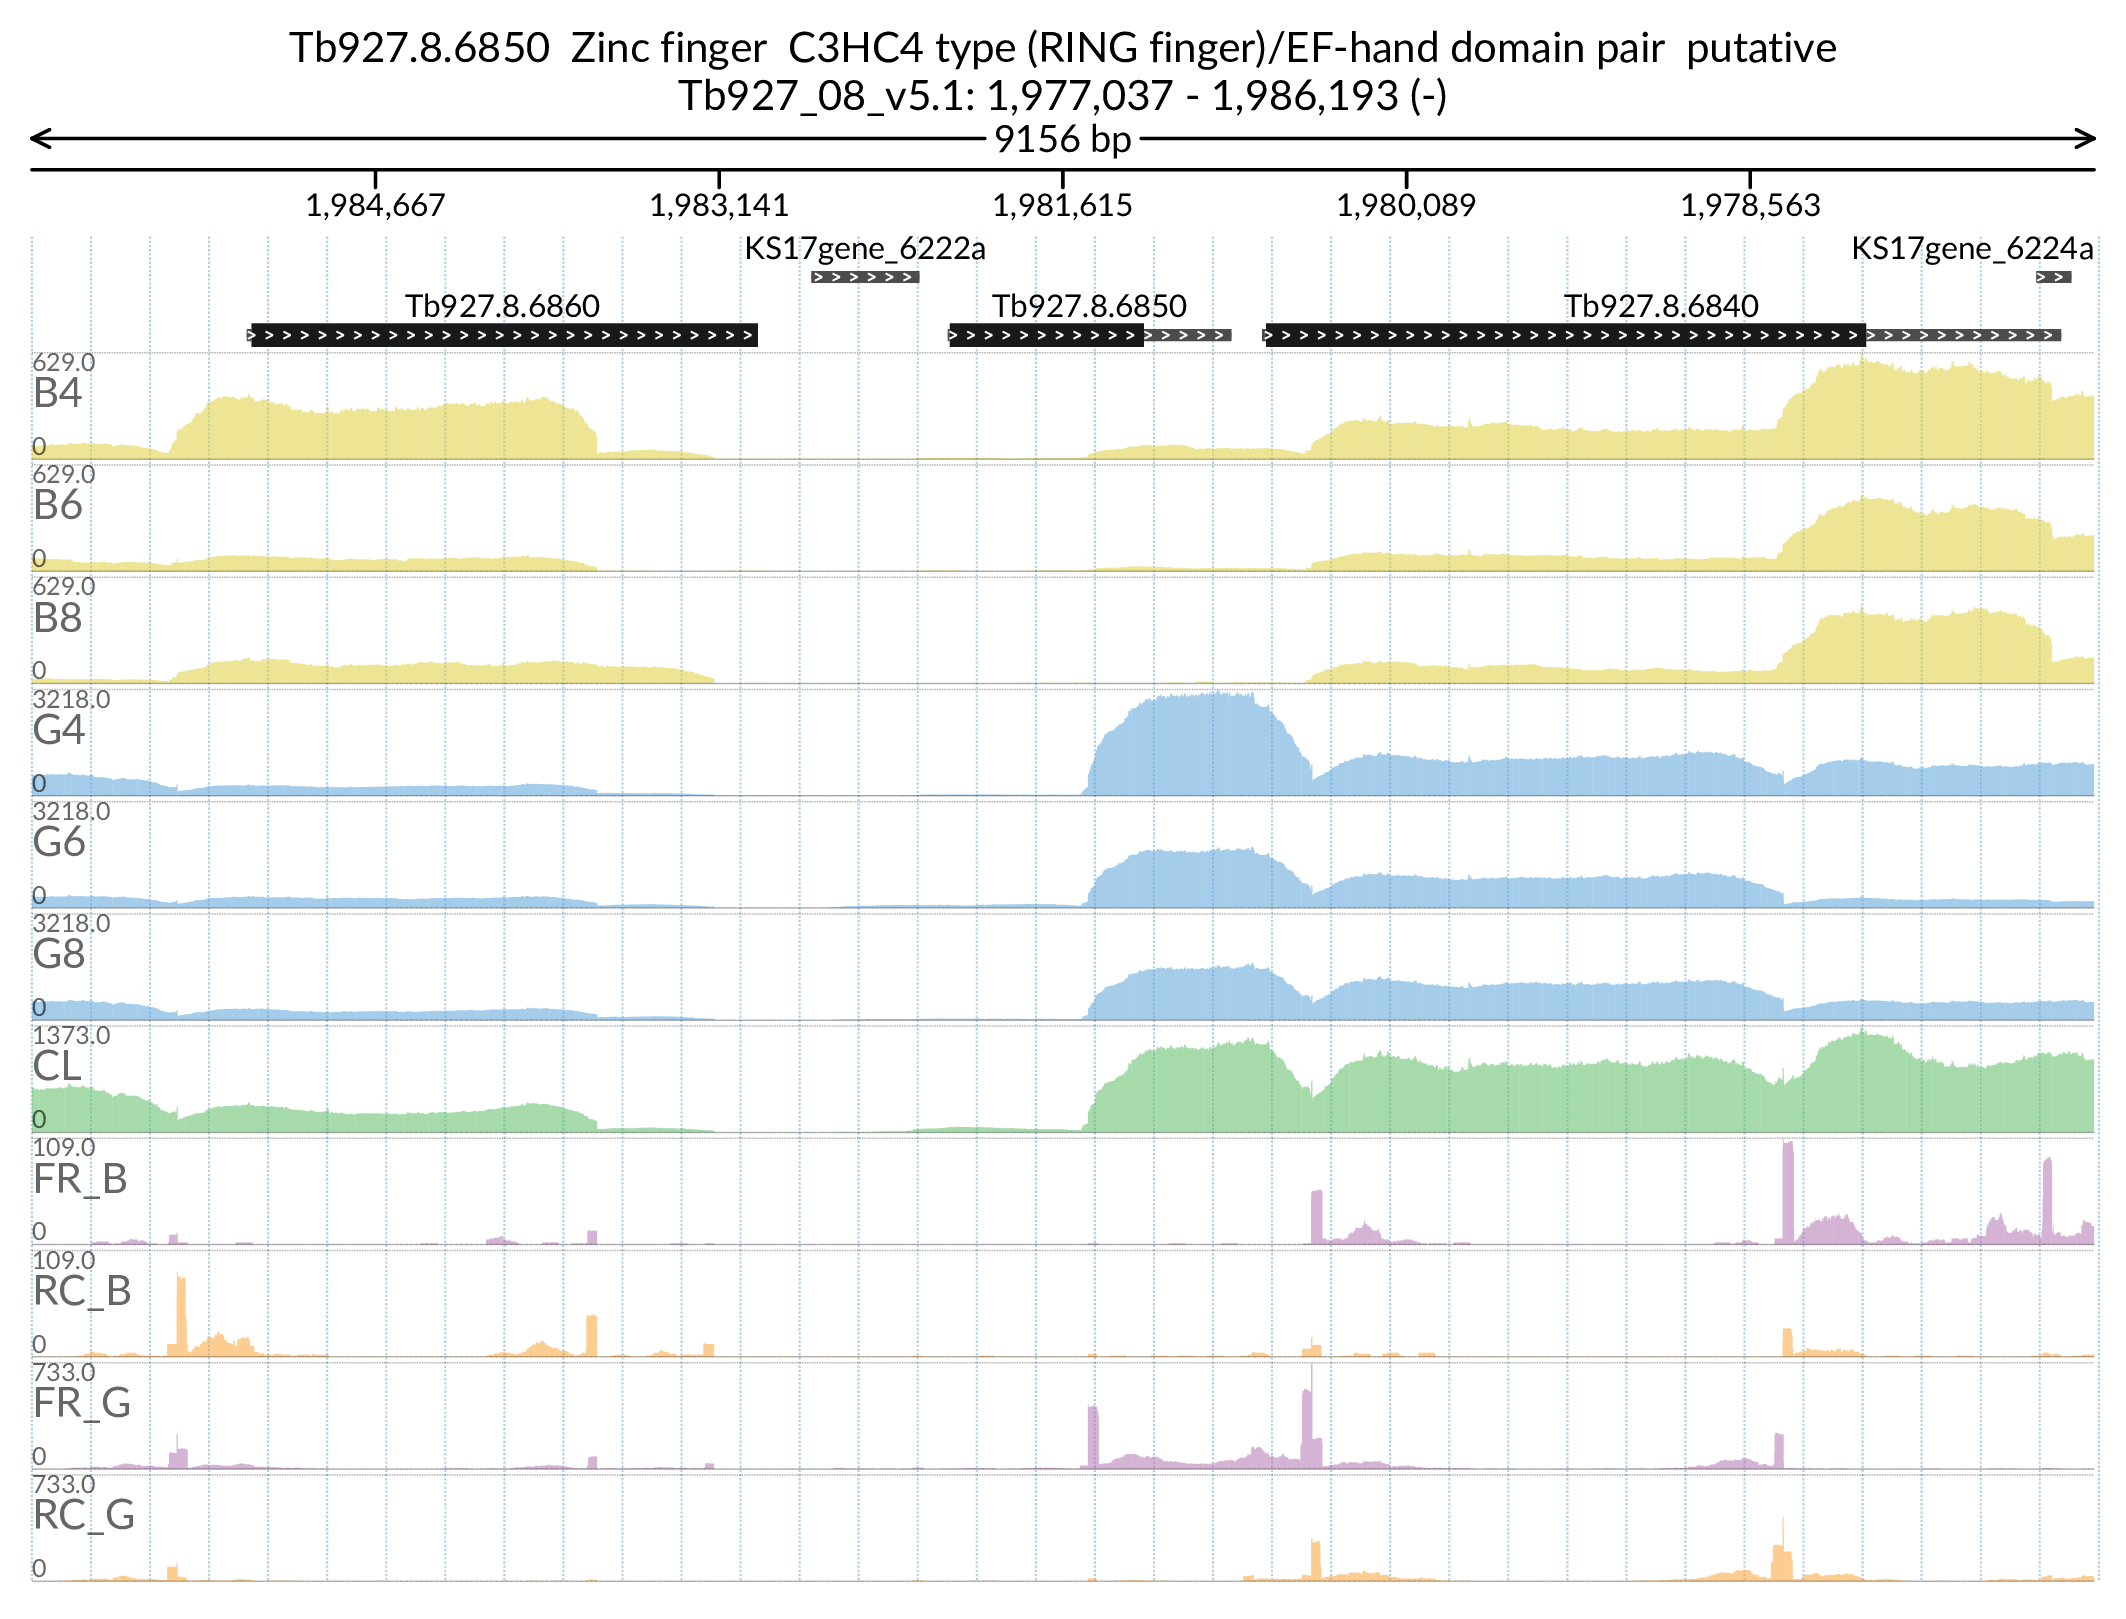 Tb927.8.6850  Zinc finger  C3HC4 type (RING finger)/EF-hand domain pair  putative
Tb927_08_v5.1: 1,977,037 - 1,986,193 (-)
9156 bp
1,984,667 1,983,141 1,981,615 1,980,089 1,978,563
KS17gene_6222a KS17gene_6224a
Tb927.8.6860 Tb927.8.6850 Tb927.8.6840
629.0
B4
0
629.0
B6
0
629.0
B8
0
3218.0
G4
0
3218.0
G6
0
3218.0
G8
0
1373.0
CL
0
109.0
FR_B
0
109.0
RC_B
0
733.0
FR_G
0
733.0
RC_G
0